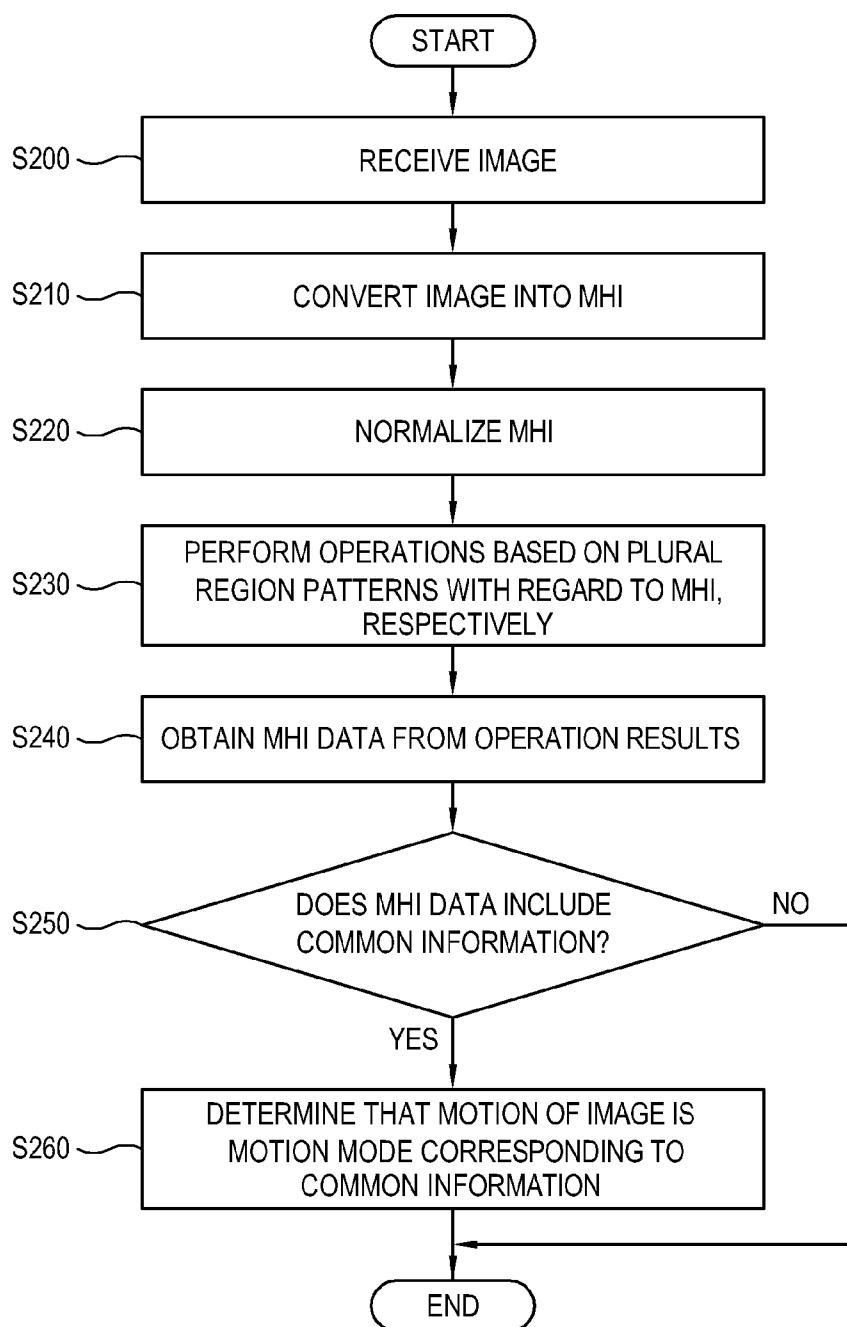 START
S200
RECEIVE IMAGE
S210
CONVERT IMAGE INTO MHI
S220
NORMALIZE MHI
S230
PERFORM OPERATIONS BASED ON PLURAL
REGION PATTERNS WITH REGARD TO MHI,
RESPECTIVELY
S240
OBTAIN MHI DATA FROM OPERATION RESULTS
S250
DOES MHI DATA INCLUDE
COMMON INFORMATION?
NO
YES
S260
DETERMINE THAT MOTION OF IMAGE IS
MOTION MODE CORRESPONDING TO
COMMON INFORMATION
END